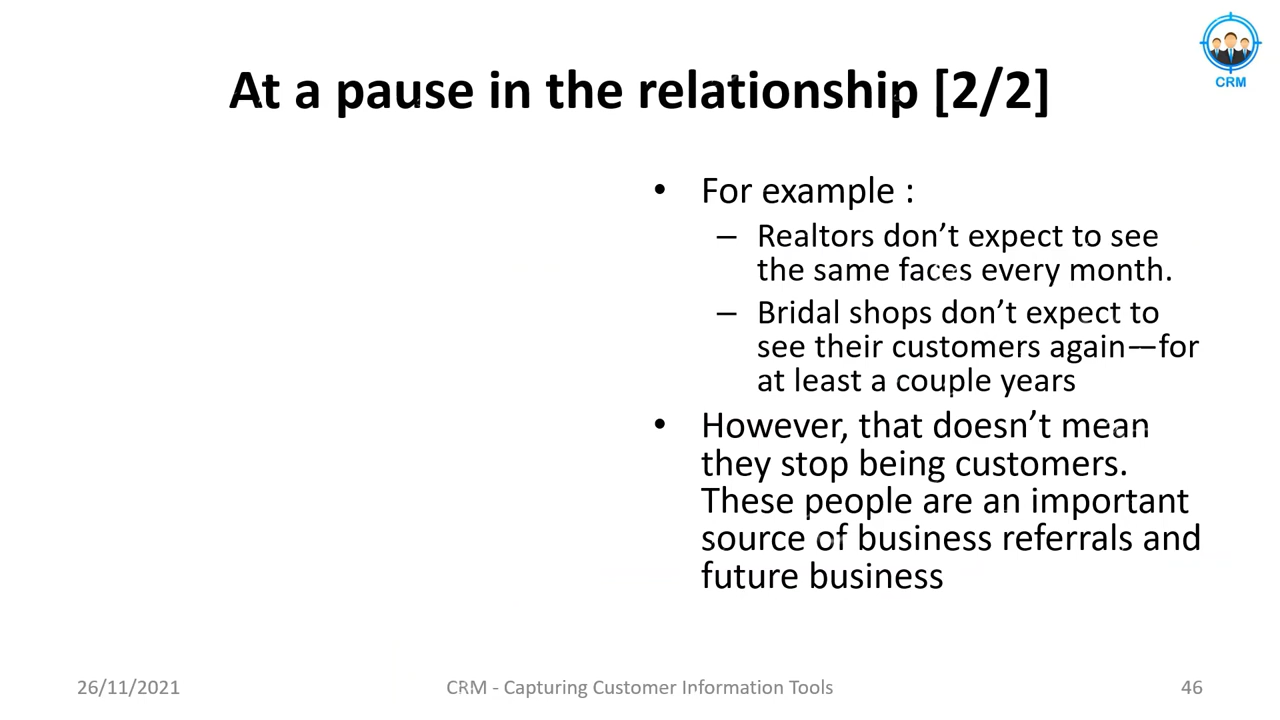 CRM
At a pause in the relationship [2/2]
• For example :
– Realtors don’t expect to see
the same faces every month.
– Bridal shops don’t expect to
see their customers again—for
at least a couple years
• However, that doesn’t mean
they stop being customers.
These people are an important
source of business referrals and
future business
26/11/2021
CRM - Capturing Customer Information Tools
46